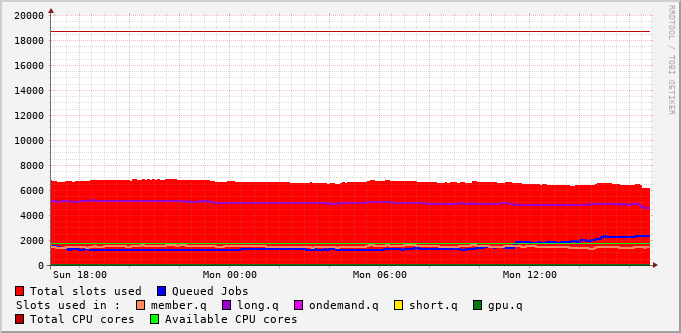 20000
18000
16000
14000
12000
10000
8000
6000
4000
2000
0
Sun 18:00 Mon 00:00 Mon 06:00 Mon 12:00
Total slots used Queued Jobs
Slots used in : member.q long.q ondemand.q short.q gpu.q
Total CPU cores Available CPU cores
RRDTOOL / TOBI OETIKER